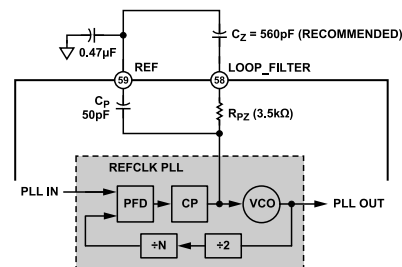 C_Z = 560pF (RECOMMENDED)
0.47µF
REF
LOOP_FILTER
59
58
C_P
50pF
R_PZ (3.5kΩ)
REFCLK PLL
PLL IN
PFD
CP
VCO
PLL OUT
÷N
÷2